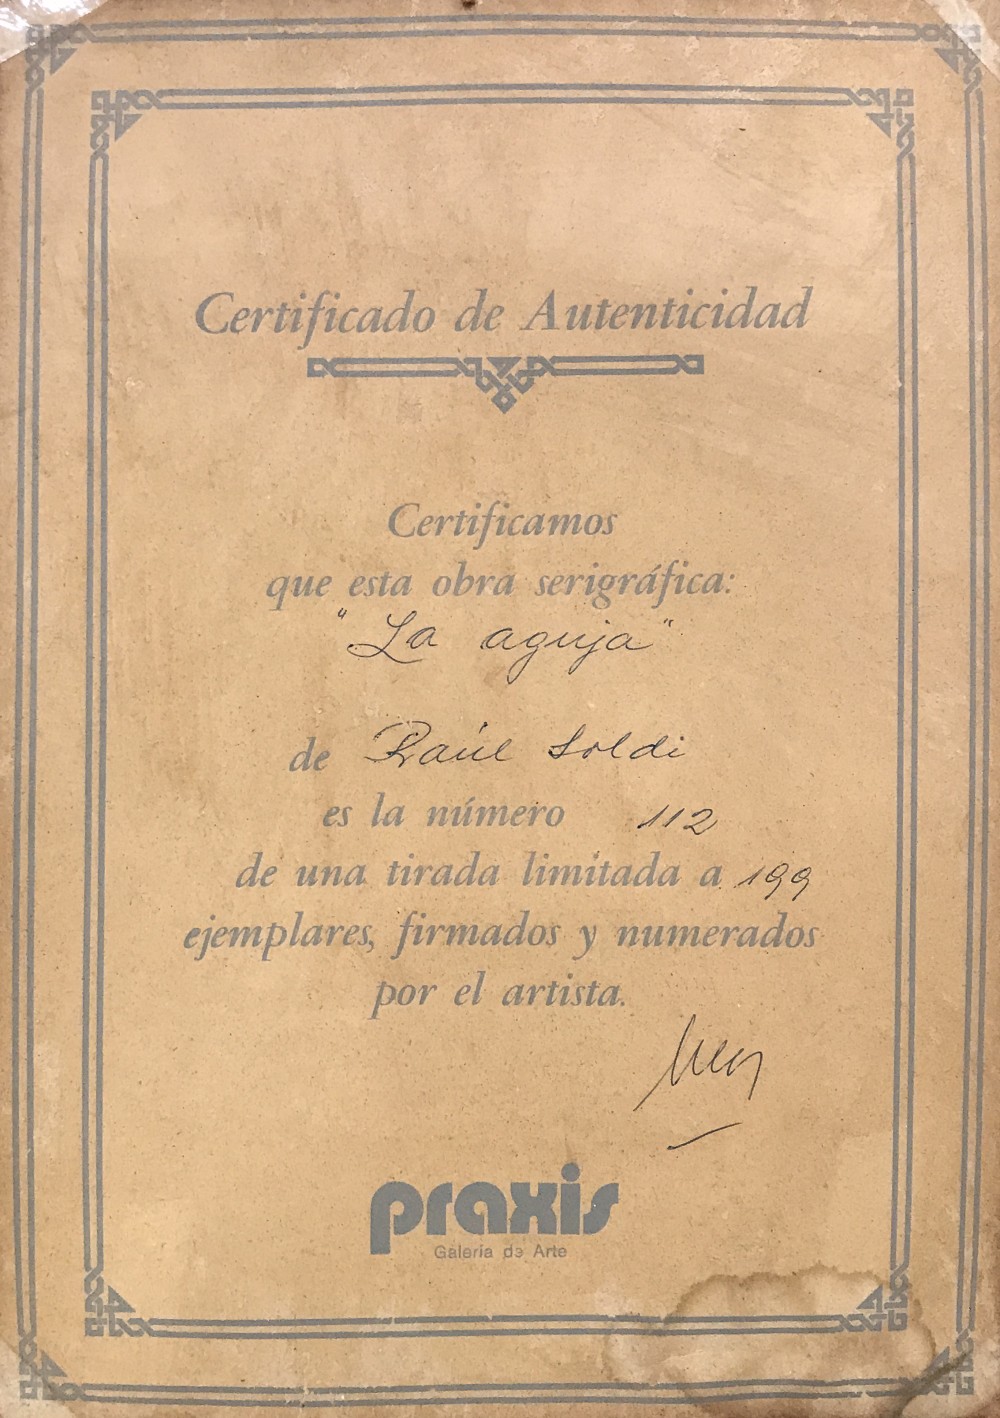 Certificado de Autenticidad
Certificamos
que esta obra serigráfica:
"La aguja"
de Raúl Soldi
es la número 112
de una tirada limitada a 199
ejemplares, firmados y numerados
por el artista.
praxis
Galería de Arte